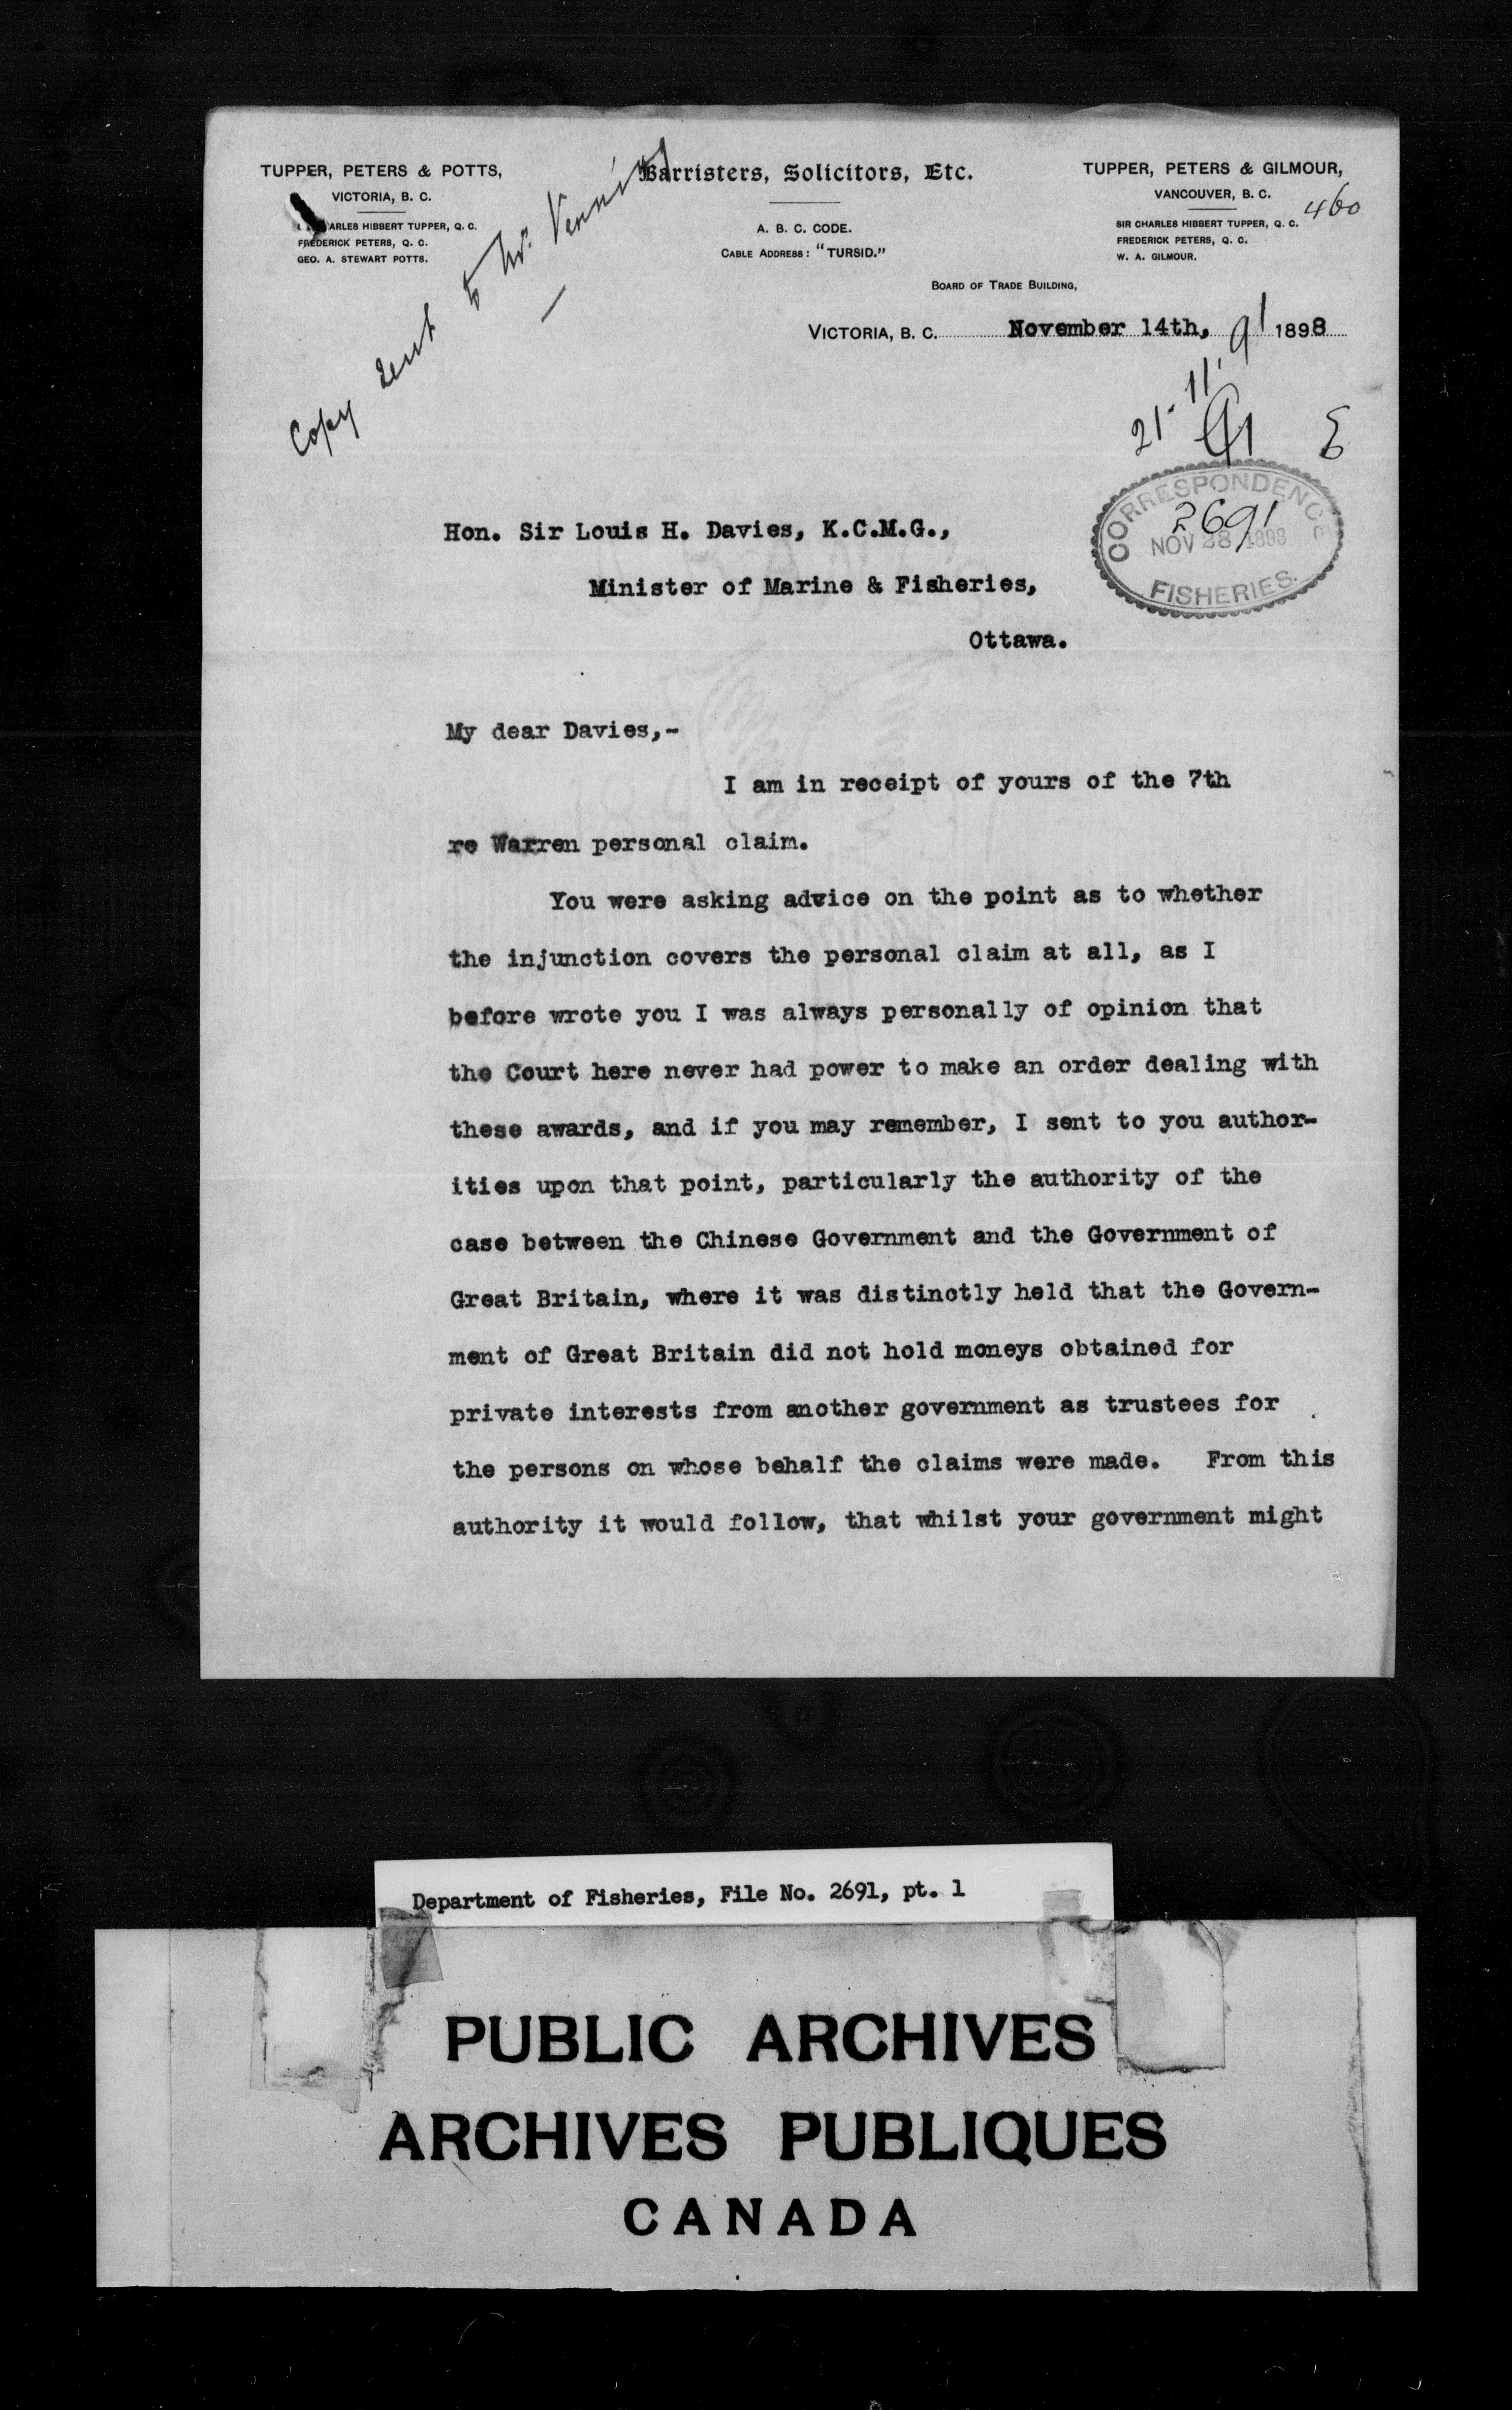 TUPPER, PETERS & POTTS,
VICTORIA, B. C.
ARLES HIBBERT TUPPER, Q. C.
FREDERICK PETERS, Q. C.
GEO. A. STEWART POTTS.
Barristers, Solicitors, Etc.
A. B. C. CODE.
CABLE ADDRESS: "TURSID."
TUPPER, PETERS & GILMOUR,
VANCOUVER, B. C.
460
SIR CHARLES HIBBERT TUPPER, Q. C.
FREDERICK PETERS, Q. C.
W. A. GILMOUR.
Copy sent to Mr. Venning
BOARD OF TRADE BUILDING,
VICTORIA, B. C. November 14th, 91 1898
21. 11.
CORRESPONDENCE
2691
NOV 28 1898
FISHERIES.
Hon. Sir Louis H. Davies, K.C.M.G.,
Minister of Marine & Fisheries,
Ottawa.
My dear Davies,-
I am in receipt of yours of the 7th
re Warren personal claim.
You were asking advice on the point as to whether
the injunction covers the personal claim at all, as I
before wrote you I was always personally of opinion that
the Court here never had power to make an order dealing with
these awards, and if you may remember, I sent to you author-
ities upon that point, particularly the authority of the
case between the Chinese Government and the Government of
Great Britain, where it was distinctly held that the Govern-
ment of Great Britain did not hold moneys obtained for
private interests from another government as trustees for
the persons on whose behalf the claims were made. From this
authority it would follow, that whilst your government might
Department of Fisheries, File No. 2691, pt. 1
PUBLIC ARCHIVES
ARCHIVES PUBLIQUES
CANADA